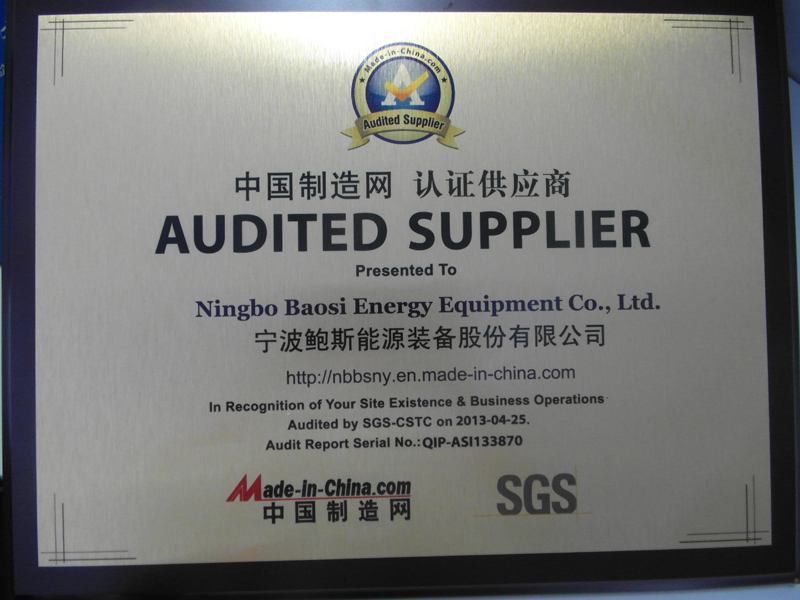 Made-in-China.com
Audited Supplier
中国制造网 认证供应商
AUDITED SUPPLIER
Presented To
Ningbo Baosi Energy Equipment Co., Ltd.
宁波鲍斯能源装备股份有限公司
http://nbbsny.en.made-in-china.com
In Recognition of Your Site Existence & Business Operations
Audited by SGS-CSTC on 2013-04-25.
Audit Report Serial No.: QIP-ASI133870
Made-in-China.com
中国制造网
SGS